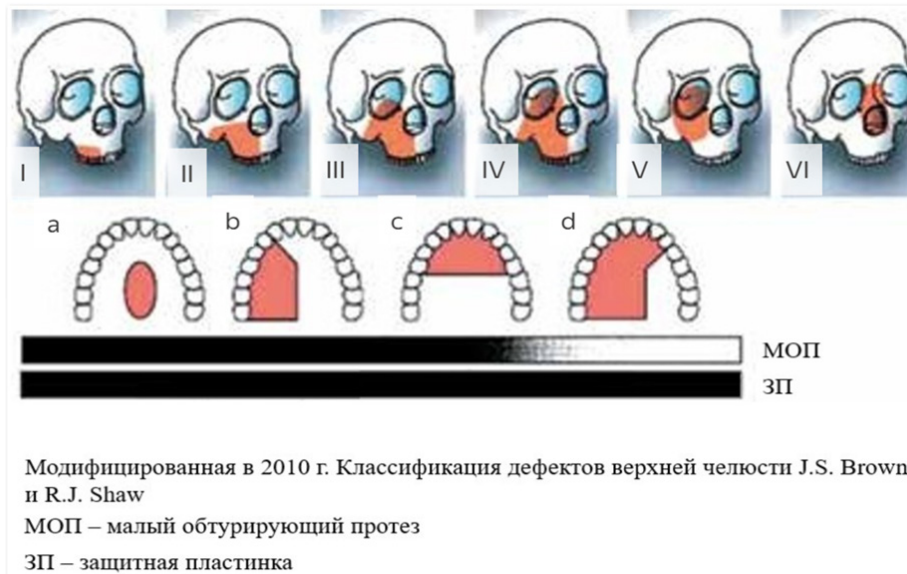 I II III IV V VI
a b c d
МОП
ЗП
Модифицированная в 2010 г. Классификация дефектов верхней челюсти J.S. Brown
и R.J. Shaw
МОП – малый обтурирующий протез
ЗП – защитная пластинка